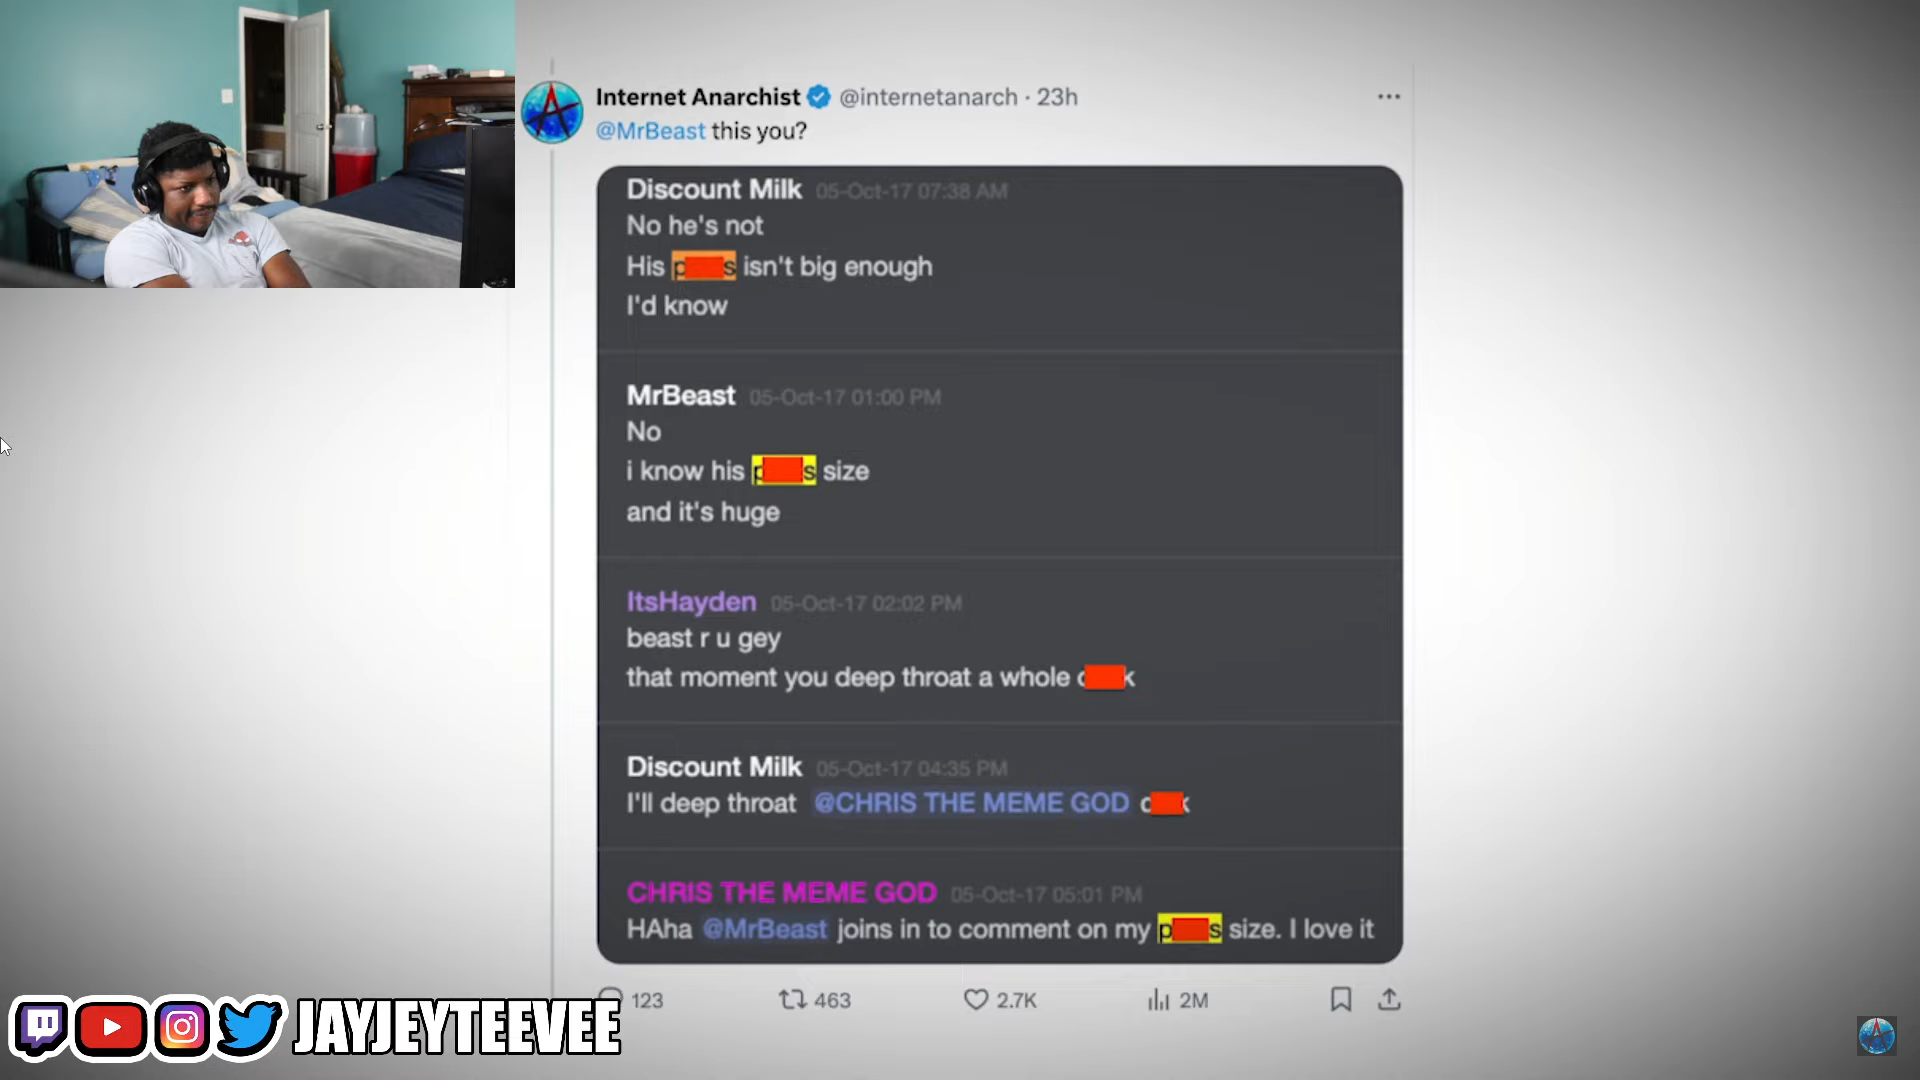 Internet Anarchist @internetanarch · 23h
@MrBeast this you?
Discount Milk 05-Oct-17 07:38 AM
No he's not
His p s isn't big enough
I'd know
MrBeast 05-Oct-17 01:00 PM
No
i know his p s size
and it's huge
ItsHayden 05-Oct-17 02:02 PM
beast r u gey
that moment you deep throat a whole c k
Discount Milk 05-Oct-17 04:35 PM
I'll deep throat @CHRIS THE MEME GOD c k
CHRIS THE MEME GOD 05-Oct-17 05:01 PM
HAha @MrBeast joins in to comment on my p s size. I love it
123 463 2.7K 2M
JAYJEYTEEVEE